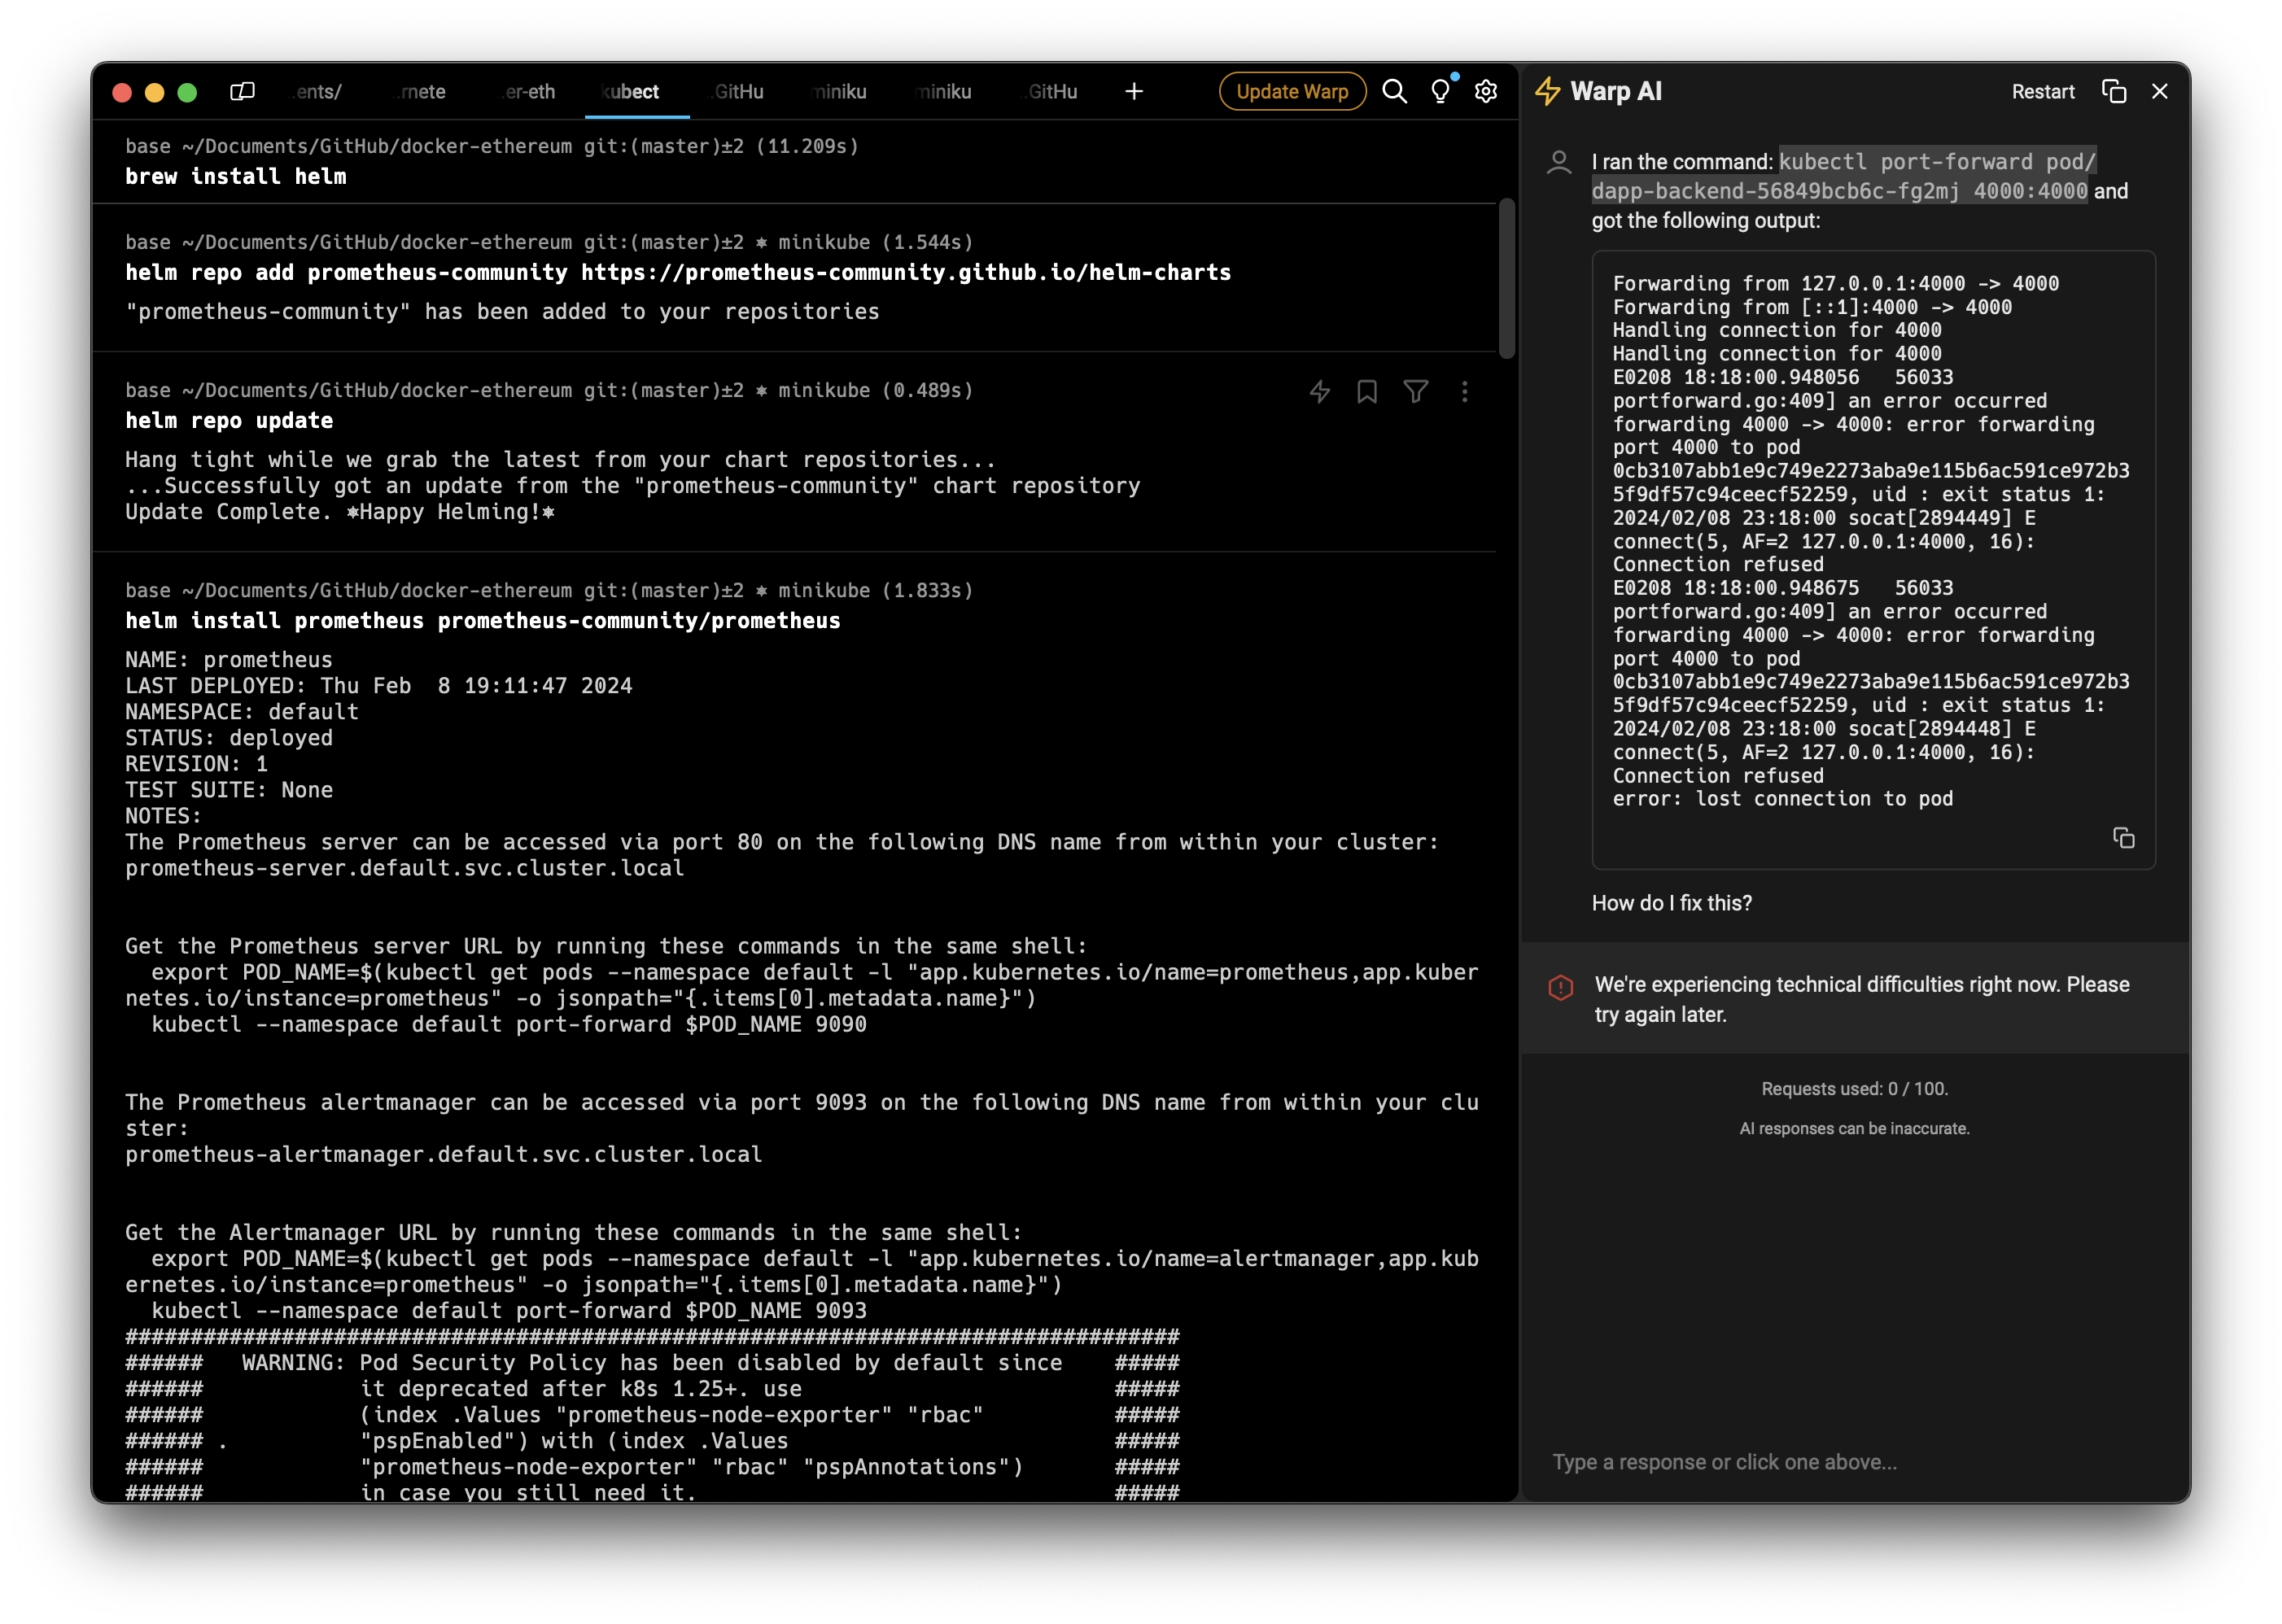 ents/ rnete er-eth kubect GitHu miniku miniku GitHu + Update Warp
base ~/Documents/GitHub/docker-ethereum git:(master)±2 (11.209s)
brew install helm
base ~/Documents/GitHub/docker-ethereum git:(master)±2 ⎈ minikube (1.544s)
helm repo add prometheus-community https://prometheus-community.github.io/helm-charts
"prometheus-community" has been added to your repositories
base ~/Documents/GitHub/docker-ethereum git:(master)±2 ⎈ minikube (0.489s)
helm repo update
Hang tight while we grab the latest from your chart repositories...
...Successfully got an update from the "prometheus-community" chart repository
Update Complete. ⎈Happy Helming!⎈
base ~/Documents/GitHub/docker-ethereum git:(master)±2 ⎈ minikube (1.833s)
helm install prometheus prometheus-community/prometheus
NAME: prometheus
LAST DEPLOYED: Thu Feb  8 19:11:47 2024
NAMESPACE: default
STATUS: deployed
REVISION: 1
TEST SUITE: None
NOTES:
The Prometheus server can be accessed via port 80 on the following DNS name from within your cluster:
prometheus-server.default.svc.cluster.local
Get the Prometheus server URL by running these commands in the same shell:
  export POD_NAME=$(kubectl get pods --namespace default -l "app.kubernetes.io/name=prometheus,app.kuber
netes.io/instance=prometheus" -o jsonpath="{.items[0].metadata.name}")
  kubectl --namespace default port-forward $POD_NAME 9090
The Prometheus alertmanager can be accessed via port 9093 on the following DNS name from within your clu
ster:
prometheus-alertmanager.default.svc.cluster.local
Get the Alertmanager URL by running these commands in the same shell:
  export POD_NAME=$(kubectl get pods --namespace default -l "app.kubernetes.io/name=alertmanager,app.kub
ernetes.io/instance=prometheus" -o jsonpath="{.items[0].metadata.name}")
  kubectl --namespace default port-forward $POD_NAME 9093
#################################################################################
######   WARNING: Pod Security Policy has been disabled by default since    #####
######            it deprecated after k8s 1.25+. use                        #####
######            (index .Values "prometheus-node-exporter" "rbac"          #####
###### .          "pspEnabled") with (index .Values                         #####
######            "prometheus-node-exporter" "rbac" "pspAnnotations")       #####
######            in case you still need it.                                #####
Warp AI
Restart
I ran the command: kubectl port-forward pod/
dapp-backend-56849bcb6c-fg2mj 4000:4000 and
got the following output:
Forwarding from 127.0.0.1:4000 -> 4000
Forwarding from [::1]:4000 -> 4000
Handling connection for 4000
Handling connection for 4000
E0208 18:18:00.948056   56033
portforward.go:409] an error occurred
forwarding 4000 -> 4000: error forwarding
port 4000 to pod
0cb3107abb1e9c749e2273aba9e115b6ac591ce972b3
5f9df57c94ceecf52259, uid : exit status 1:
2024/02/08 23:18:00 socat[2894449] E
connect(5, AF=2 127.0.0.1:4000, 16):
Connection refused
E0208 18:18:00.948675   56033
portforward.go:409] an error occurred
forwarding 4000 -> 4000: error forwarding
port 4000 to pod
0cb3107abb1e9c749e2273aba9e115b6ac591ce972b3
5f9df57c94ceecf52259, uid : exit status 1:
2024/02/08 23:18:00 socat[2894448] E
connect(5, AF=2 127.0.0.1:4000, 16):
Connection refused
error: lost connection to pod
How do I fix this?
We're experiencing technical difficulties right now. Please
try again later.
Requests used: 0 / 100.
AI responses can be inaccurate.
Type a response or click one above...